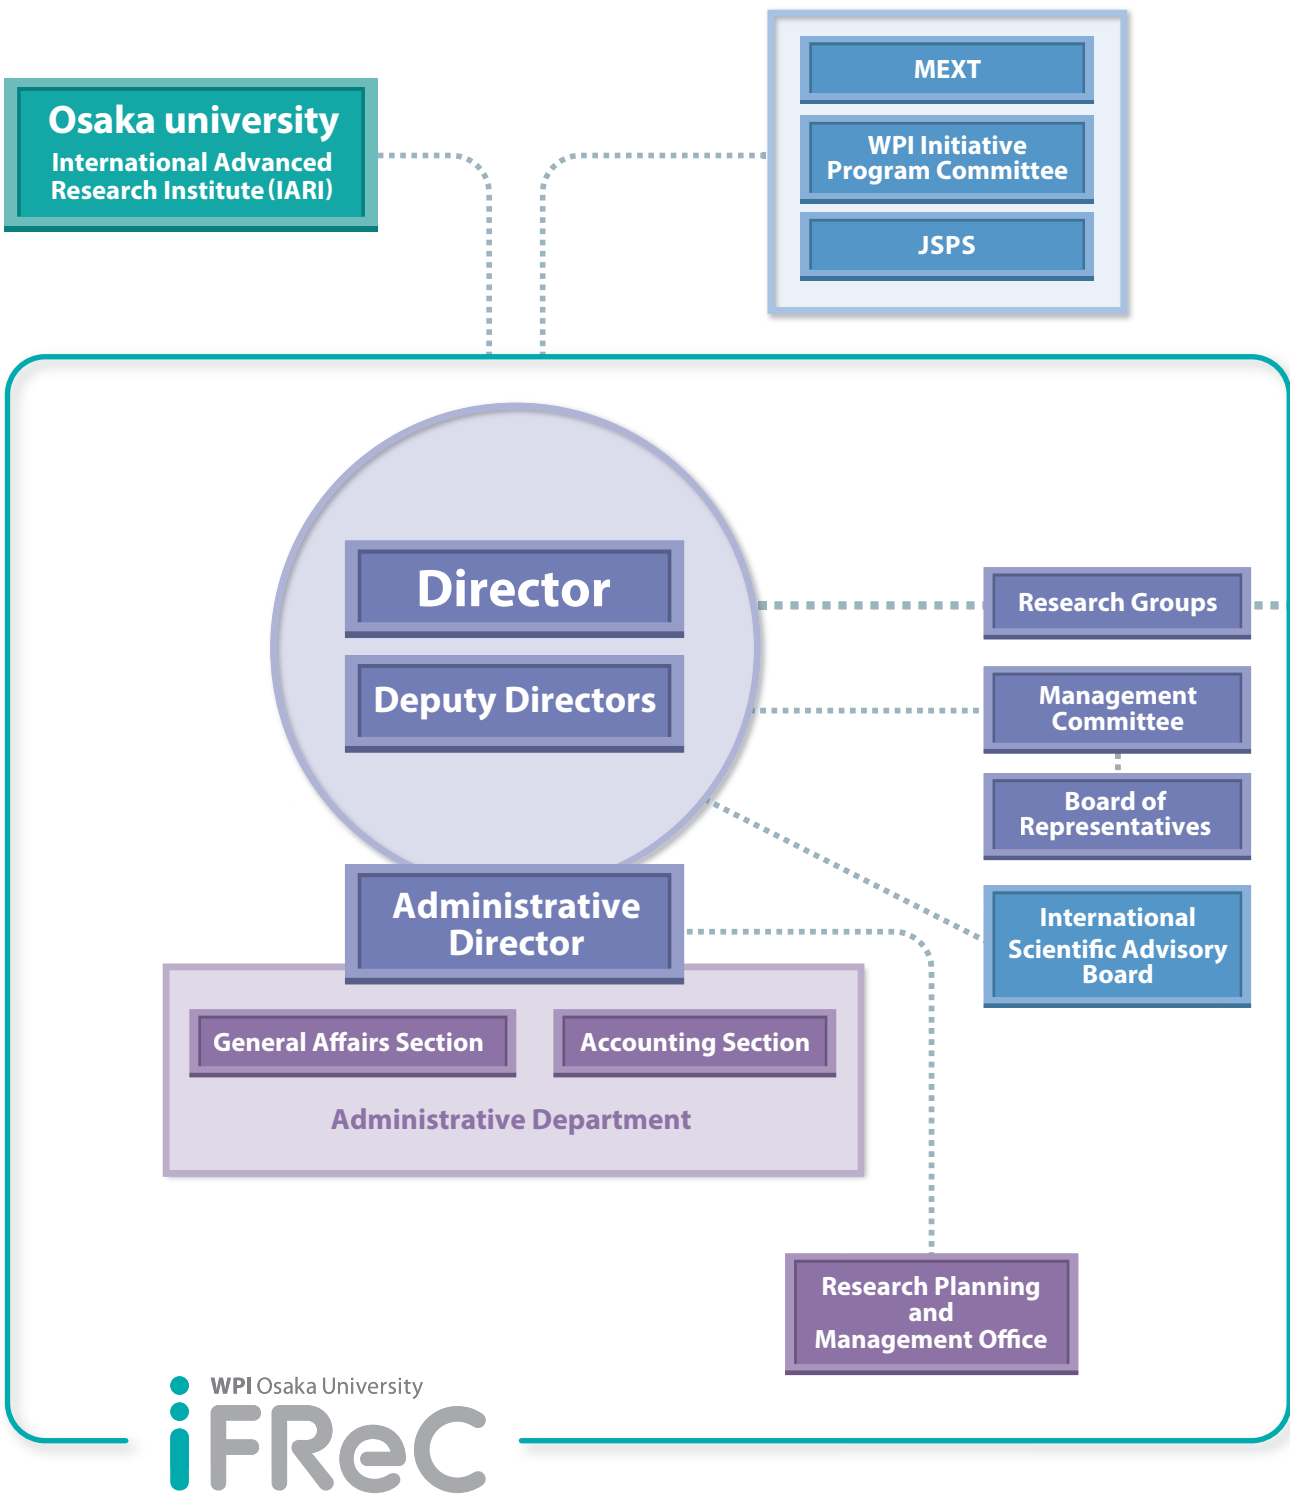 Osaka university
International Advanced
Research Institute (IARI)
MEXT
WPI Initiative
Program Committee
JSPS
Director
Deputy Directors
Research Groups
Management
Committee
Board of
Representatives
International
Scientific Advisory
Board
Administrative
Director
General Affairs Section
Accounting Section
Administrative Department
Research Planning
and
Management Office
WPI Osaka University
iFReC